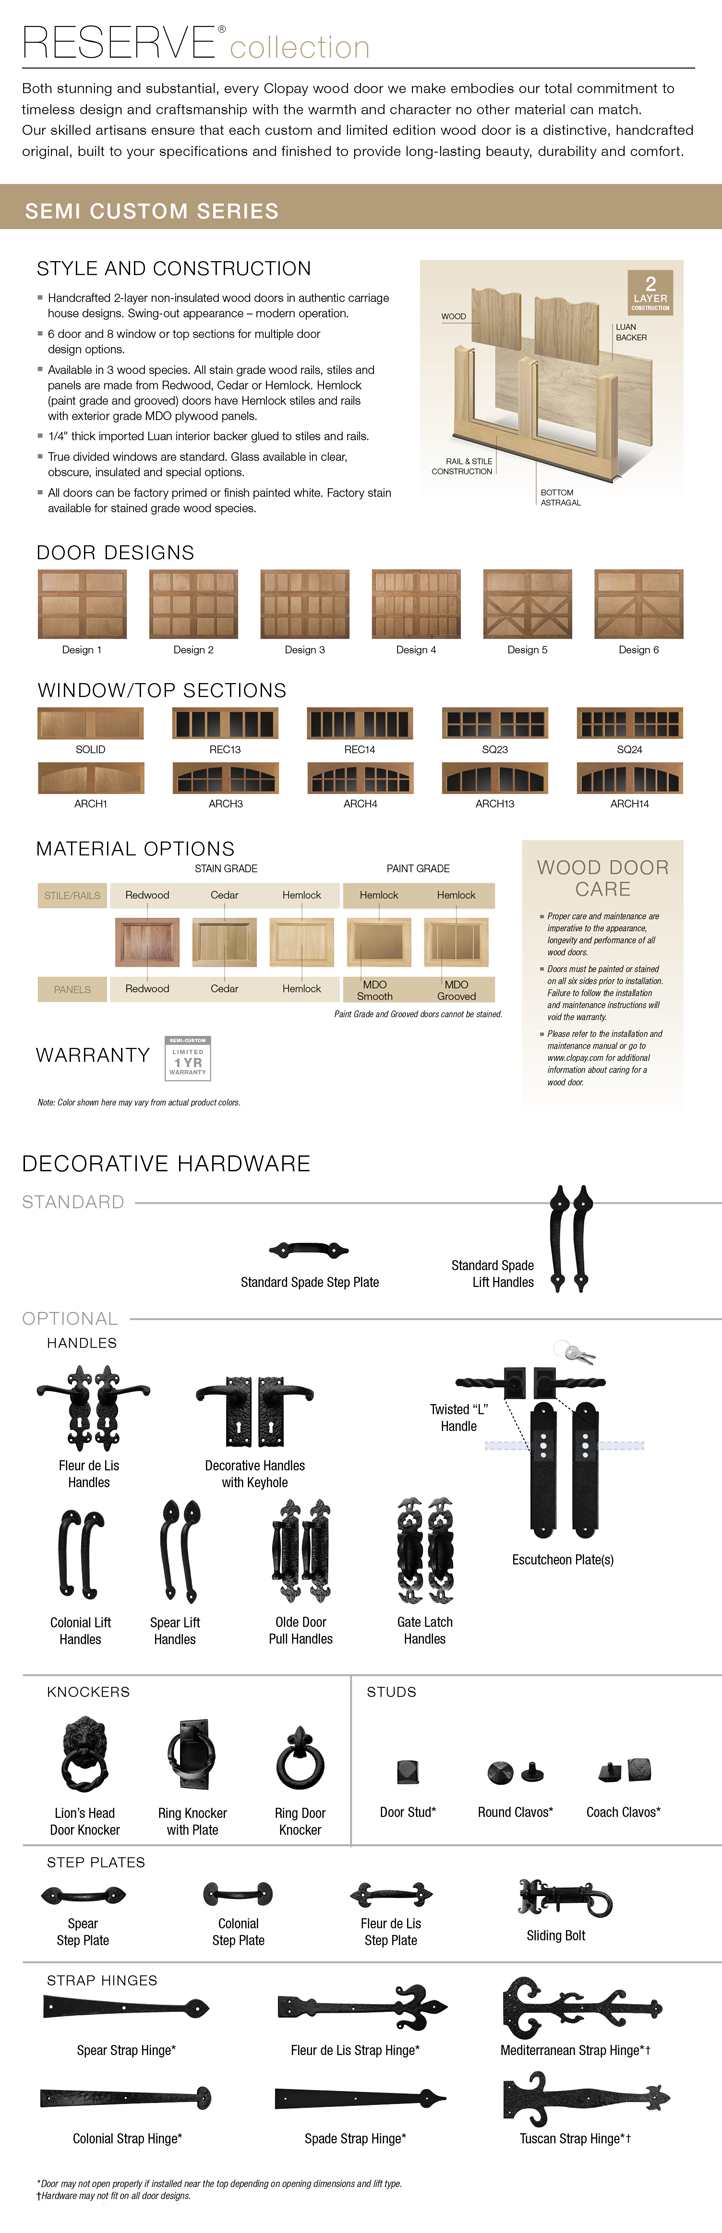 RESERVE® collection
Both stunning and substantial, every Clopay wood door we make embodies our total commitment to
timeless design and craftsmanship with the warmth and character no other material can match.
Our skilled artisans ensure that each custom and limited edition wood door is a distinctive, handcrafted
original, built to your specifications and finished to provide long-lasting beauty, durability and comfort.
SEMI CUSTOM SERIES
STYLE AND CONSTRUCTION
■ Handcrafted 2-layer non-insulated wood doors in authentic carriage
house designs. Swing-out appearance – modern operation.
■ 6 door and 8 window or top sections for multiple door
design options.
■ Available in 3 wood species. All stain grade wood rails, stiles and
panels are made from Redwood, Cedar or Hemlock. Hemlock
(paint grade and grooved) doors have Hemlock stiles and rails
with exterior grade MDO plywood panels.
■ 1/4" thick imported Luan interior backer glued to stiles and rails.
■ True divided windows are standard. Glass available in clear,
obscure, insulated and special options.
■ All doors can be factory primed or finish painted white. Factory stain
available for stained grade wood species.
2
LAYER
CONSTRUCTION
WOOD
LUAN
BACKER
RAIL & STILE
CONSTRUCTION
BOTTOM
ASTRAGAL
DOOR DESIGNS
Design 1 Design 2 Design 3 Design 4 Design 5 Design 6
WINDOW/TOP SECTIONS
SOLID REC13 REC14 SQ23 SQ24
ARCH1 ARCH3 ARCH4 ARCH13 ARCH14
MATERIAL OPTIONS
STAIN GRADE PAINT GRADE
STILE/RAILS Redwood Cedar Hemlock Hemlock Hemlock
PANELS Redwood Cedar Hemlock MDO Smooth MDO Grooved
Paint Grade and Grooved doors cannot be stained.
WARRANTY
SEMI-CUSTOM
LIMITED
1 YR
WARRANTY
Note: Color shown here may vary from actual product colors.
WOOD DOOR
CARE
■ Proper care and maintenance are
imperative to the appearance,
longevity and performance of all
wood doors.
■ Doors must be painted or stained
on all six sides prior to installation.
Failure to follow the installation
and maintenance instructions will
void the warranty.
■ Please refer to the installation and
maintenance manual or go to
www.clopay.com for additional
information about caring for a
wood door.
DECORATIVE HARDWARE
STANDARD
Standard Spade Step Plate
Standard Spade
Lift Handles
OPTIONAL
HANDLES
Fleur de Lis
Handles
Decorative Handles
with Keyhole
Twisted “L”
Handle
Escutcheon Plate(s)
Colonial Lift
Handles
Spear Lift
Handles
Olde Door
Pull Handles
Gate Latch
Handles
KNOCKERS
Lion’s Head
Door Knocker
Ring Knocker
with Plate
Ring Door
Knocker
STUDS
Door Stud* Round Clavos* Coach Clavos*
STEP PLATES
Spear
Step Plate
Colonial
Step Plate
Fleur de Lis
Step Plate
Sliding Bolt
STRAP HINGES
Spear Strap Hinge* Fleur de Lis Strap Hinge* Mediterranean Strap Hinge*†
Colonial Strap Hinge* Spade Strap Hinge* Tuscan Strap Hinge*†
*Door may not open properly if installed near the top depending on opening dimensions and lift type.
†Hardware may not fit on all door designs.